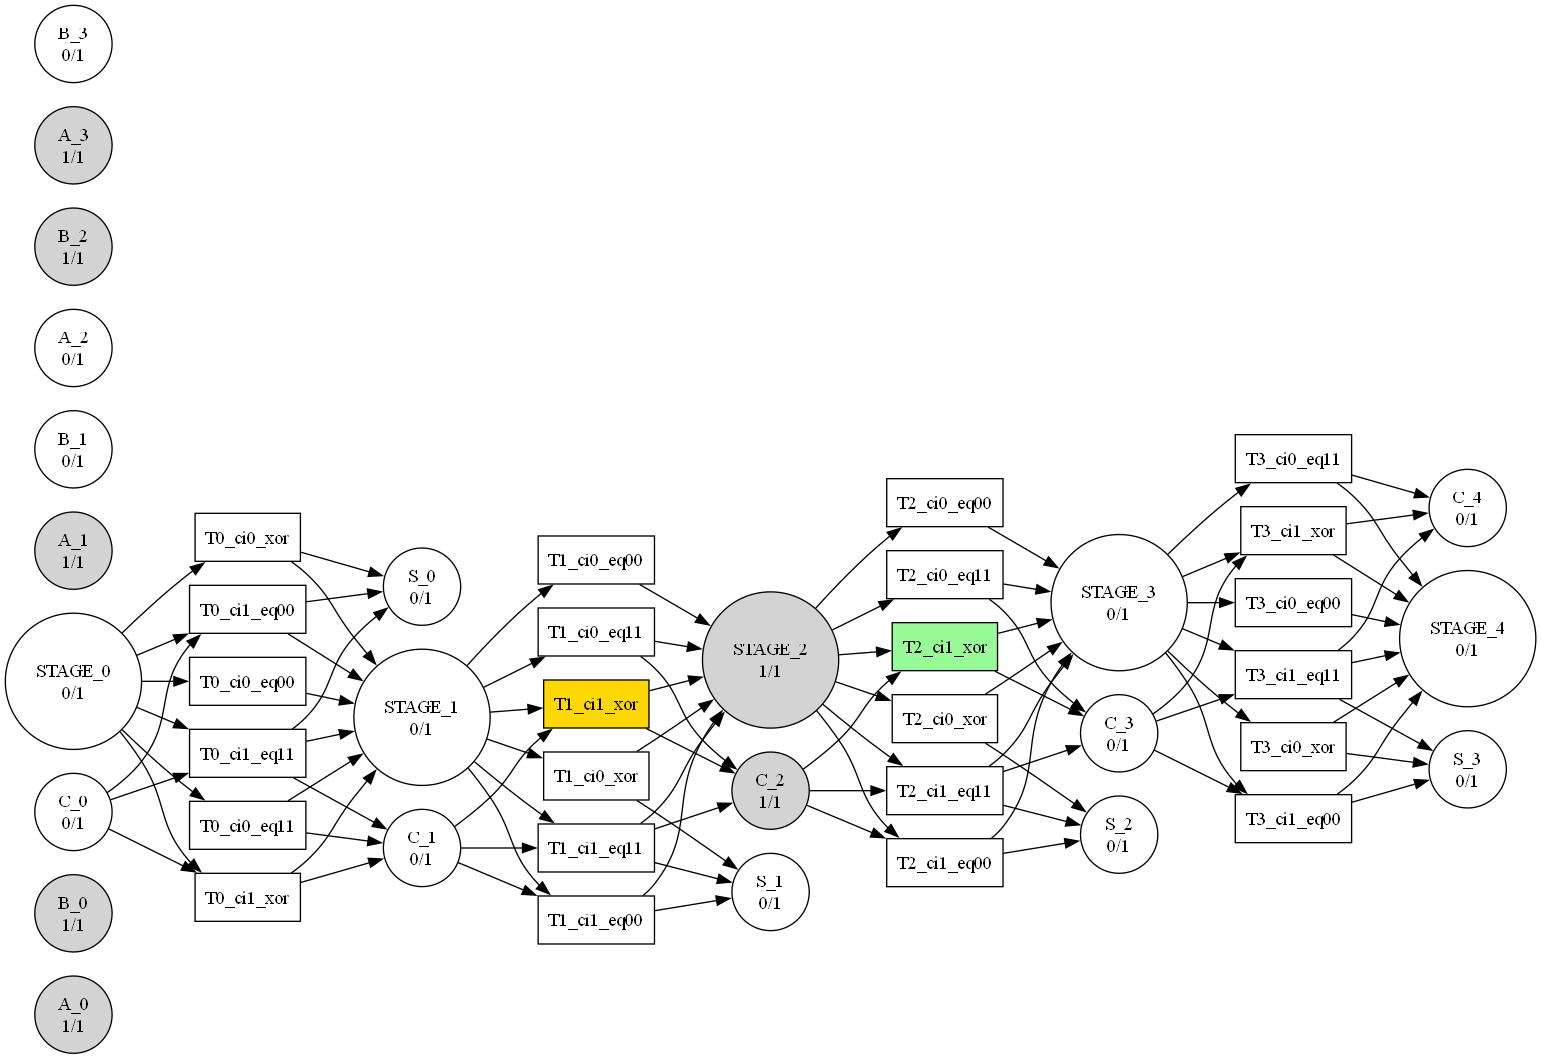 B_3
0/1
A_3
1/1
B_2
1/1
A_2
0/1
B_1
0/1
A_1
1/1
STAGE_0
0/1
C_0
0/1
B_0
1/1
A_0
1/1
T0_ci0_xor
T0_ci1_eq00
T0_ci0_eq00
T0_ci1_eq11
T0_ci0_eq11
T0_ci1_xor
S_0
0/1
STAGE_1
0/1
C_1
0/1
T1_ci0_eq00
T1_ci0_eq11
T1_ci1_xor
T1_ci0_xor
T1_ci1_eq11
T1_ci1_eq00
STAGE_2
1/1
C_2
1/1
S_1
0/1
T2_ci0_eq00
T2_ci0_eq11
T2_ci1_xor
T2_ci0_xor
T2_ci1_eq11
T2_ci1_eq00
STAGE_3
0/1
C_3
0/1
S_2
0/1
T3_ci0_eq11
T3_ci1_xor
T3_ci0_eq00
T3_ci1_eq11
T3_ci0_xor
T3_ci1_eq00
C_4
0/1
STAGE_4
0/1
S_3
0/1